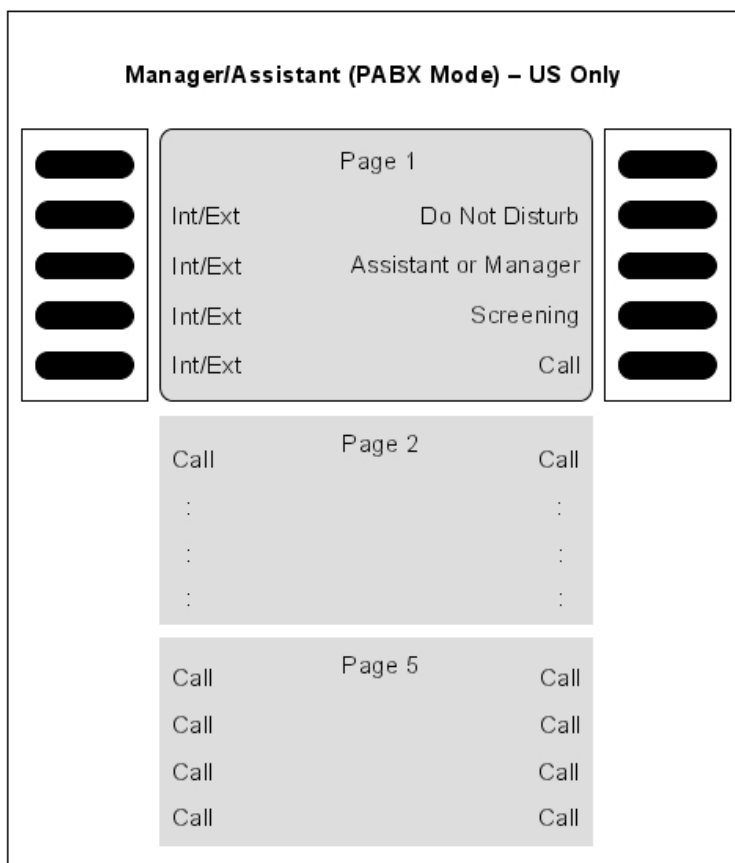 Manager/Assistant (PABX Mode) – US Only
Page 1
Int/Ext Do Not Disturb
Int/Ext Assistant or Manager
Int/Ext Screening
Int/Ext Call
Page 2
Call Call
: :
: :
: :
Page 5
Call Call
Call Call
Call Call
Call Call